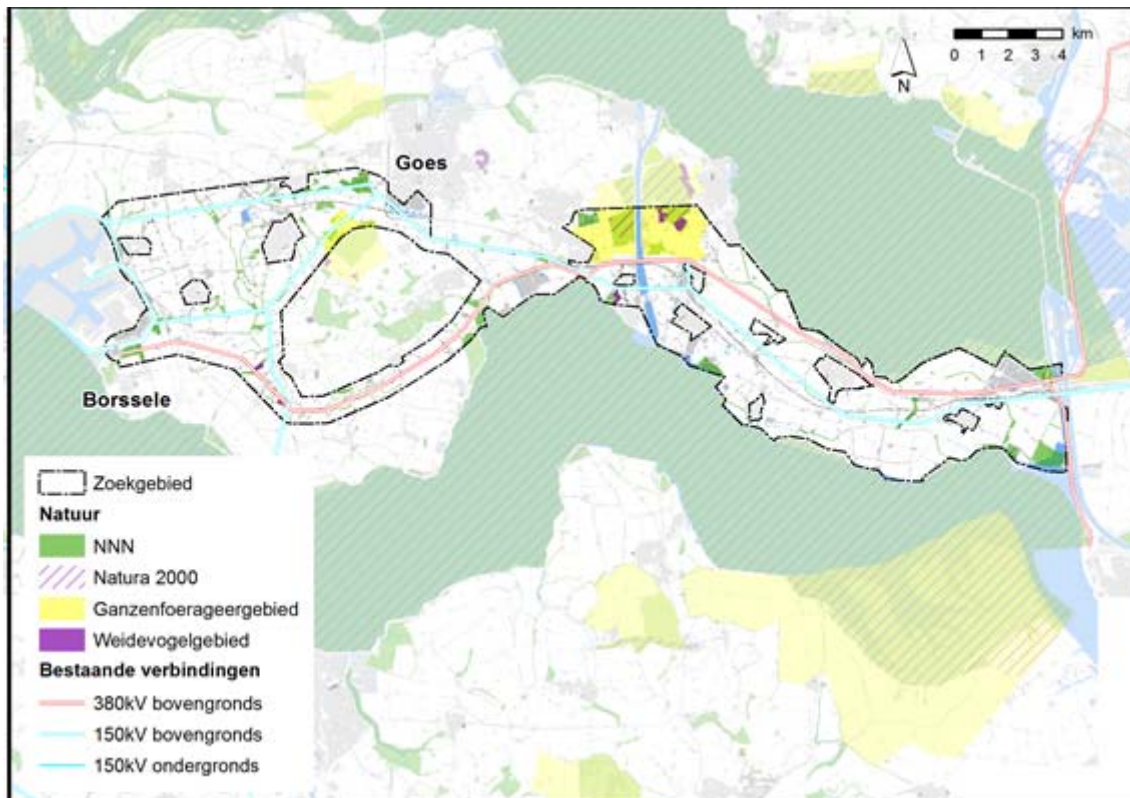 km
0 1 2 3 4
N
Goes
Borssele
Zoekgebied
Natuur
NNN
Natura 2000
Ganzenfoerageergebied
Weidevogelgebied
Bestaande verbindingen
380kV bovengronds
150kV bovengronds
150kV ondergronds